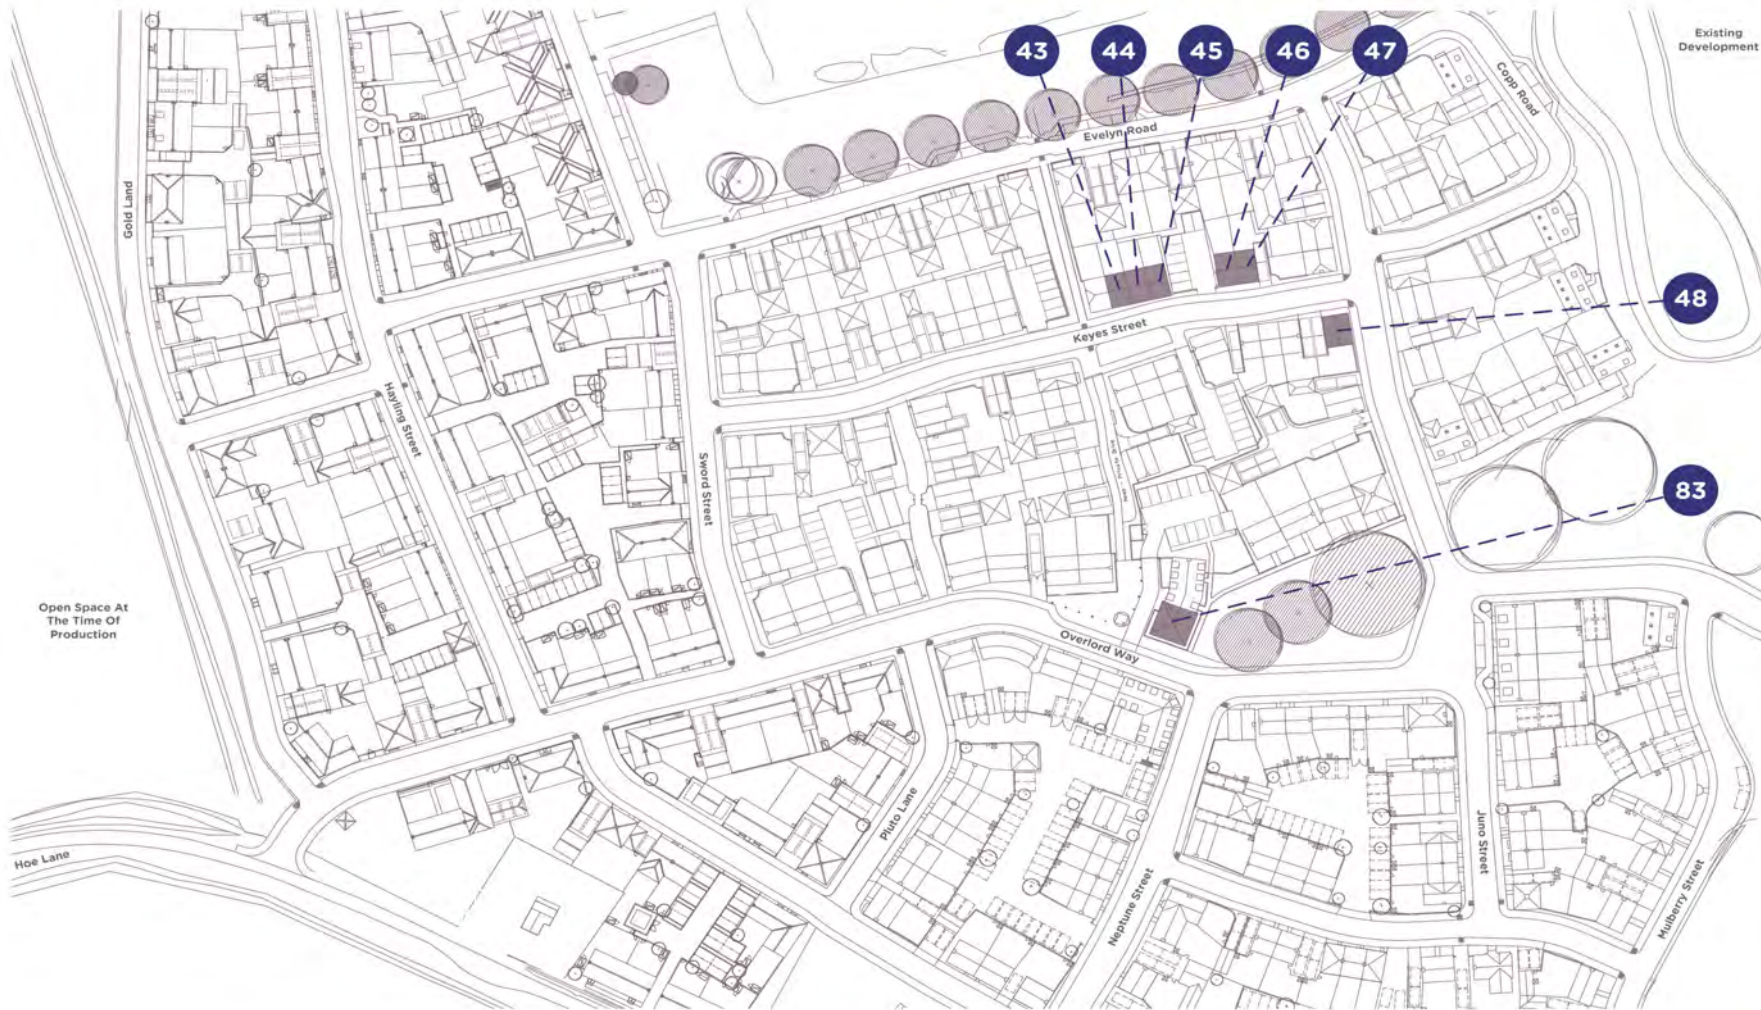 43
44
45
46
47
Existing
Development
Copp Road
Evelyn Road
Gold Land
48
Keyes Street
Hayling Street
Sword Street
83
Open Space At
The Time Of
Production
Overlord Way
Pluto Lane
Juno Street
Hoe Lane
Neptune Street
Mulberry Street